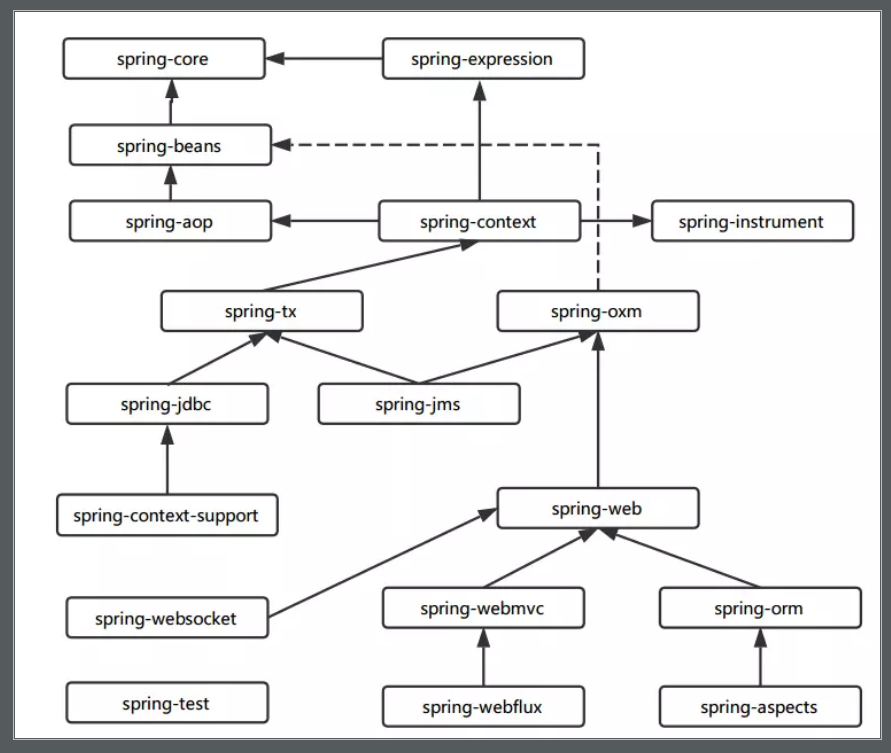 spring-core
spring-expression
spring-beans
spring-aop
spring-context
spring-instrument
spring-tx
spring-oxm
spring-jdbc
spring-jms
spring-context-support
spring-web
spring-websocket
spring-webmvc
spring-orm
spring-test
spring-webflux
spring-aspects